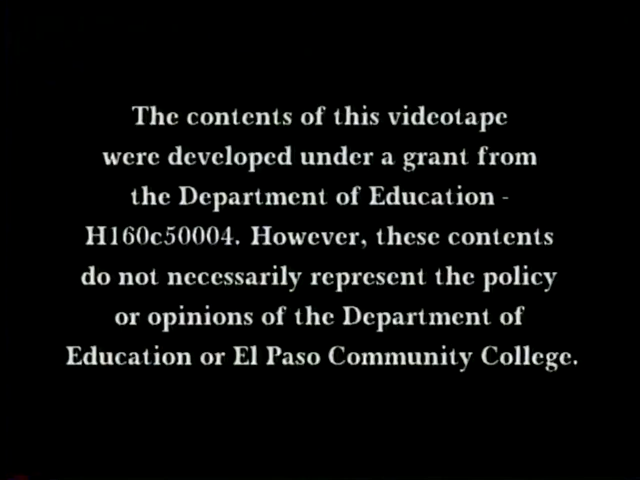 The contents of this videotape
were developed under a grant from
the Department of Education -
H160c50004. However, these contents
do not necessarily represent the policy
or opinions of the Department of
Education or El Paso Community College.